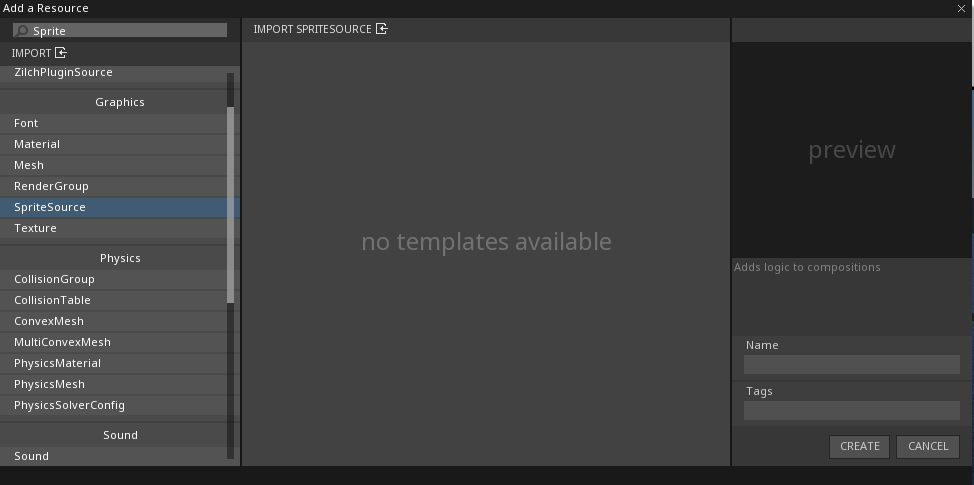 Add a Resource
Sprite
IMPORT
ZilchPluginSource
Graphics
Font
Material
Mesh
RenderGroup
SpriteSource
Texture
Physics
CollisionGroup
CollisionTable
ConvexMesh
MultiConvexMesh
PhysicsMaterial
PhysicsMesh
PhysicsSolverConfig
Sound
Sound
IMPORT SPRITESOURCE
no templates available
preview
Adds logic to compositions
Name
Tags
CREATE CANCEL